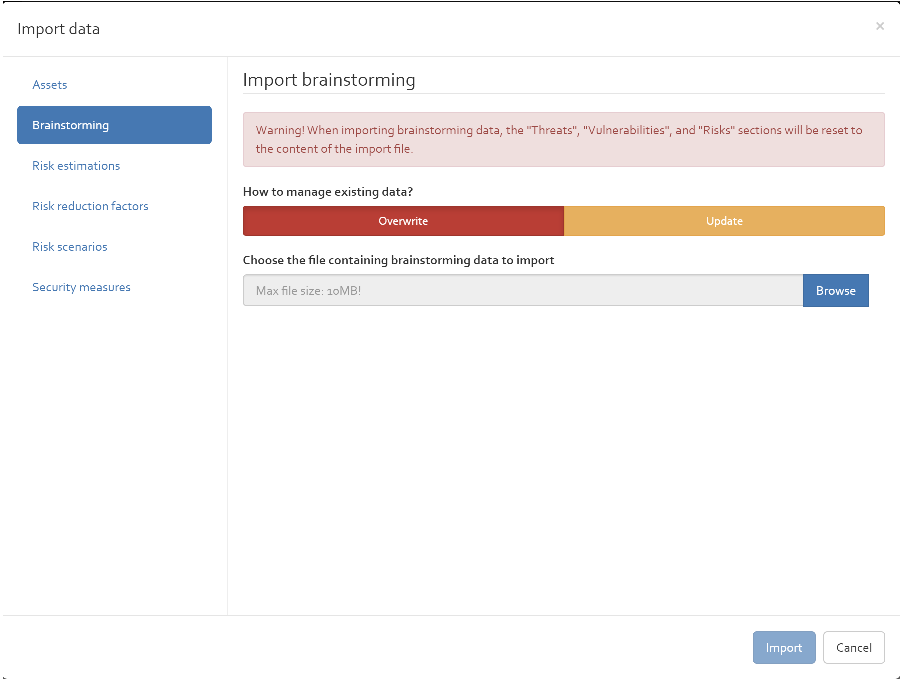 Import data
×
Assets
Brainstorming
Risk estimations
Risk reduction factors
Risk scenarios
Security measures
Import brainstorming
Warning! When importing brainstorming data, the "Threats", "Vulnerabilities", and "Risks" sections will be reset to
the content of the import file.
How to manage existing data?
Overwrite
Update
Choose the file containing brainstorming data to import
Max file size: 10MB!
Browse
Import
Cancel